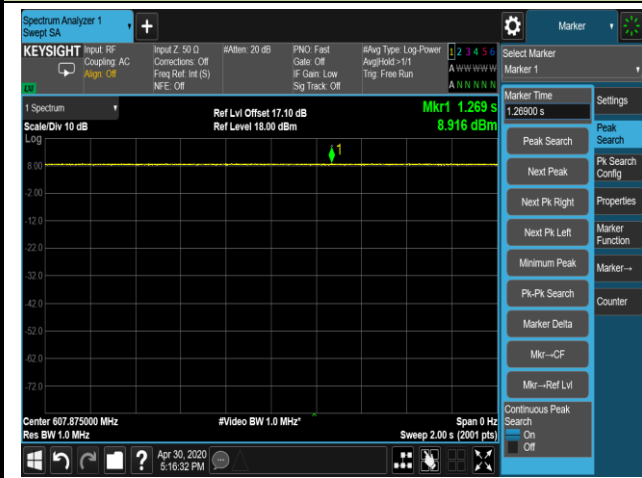 Spectrum Analyzer 1
Swept SA
Marker
KEYSIGHT
Input: RF
Coupling: AC
Align: Off
Input Z: 50 Ω
Corrections: Off
Freq Ref: Int (S)
NFE: Off
#Atten: 20 dB
PNO: Fast
Gate: Off
IF Gain: Low
Sig Track: Off
#Avg Type: Log-Power
Avg|Hold:>1/1
Trig: Free Run
1 2 3 4 5 6
A W W W W W
A N N N N N
LXI
Select Marker
Marker 1
1 Spectrum
Scale/Div 10 dB
Log
Ref Lvl Offset 17.10 dB
Ref Level 18.00 dBm
Mkr1 1.269 s
8.916 dBm
1
8.00
-2.00
-12.0
-22.0
-32.0
-42.0
-52.0
-62.0
-72.0
Center 607.875000 MHz
Res BW 1.0 MHz
#Video BW 1.0 MHz*
Span 0 Hz
Sweep 2.00 s (2001 pts)
Marker Time
1.26900 s
Peak Search
Next Peak
Next Pk Right
Next Pk Left
Minimum Peak
Pk-Pk Search
Marker Delta
Mkr→CF
Mkr→Ref Lvl
Continuous Peak
Search
On
Off
Settings
Peak
Search
Pk Search
Config
Properties
Marker
Function
Marker→
Counter
?
Apr 30, 2020
5:16:32 PM